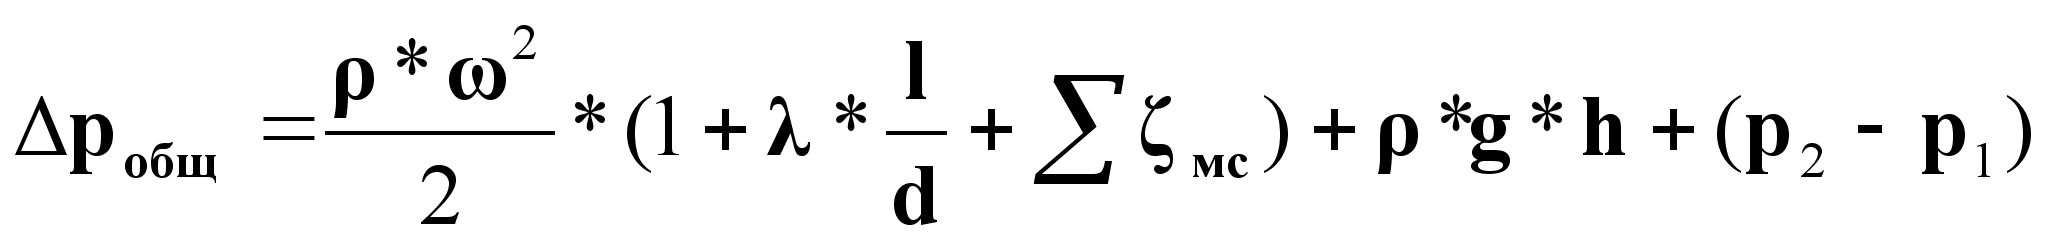 Δp общ = ρ * ω² / 2 * (1 + λ * l / d + ∑ ζ мс) + ρ * g * h + (p₂ - p₁)